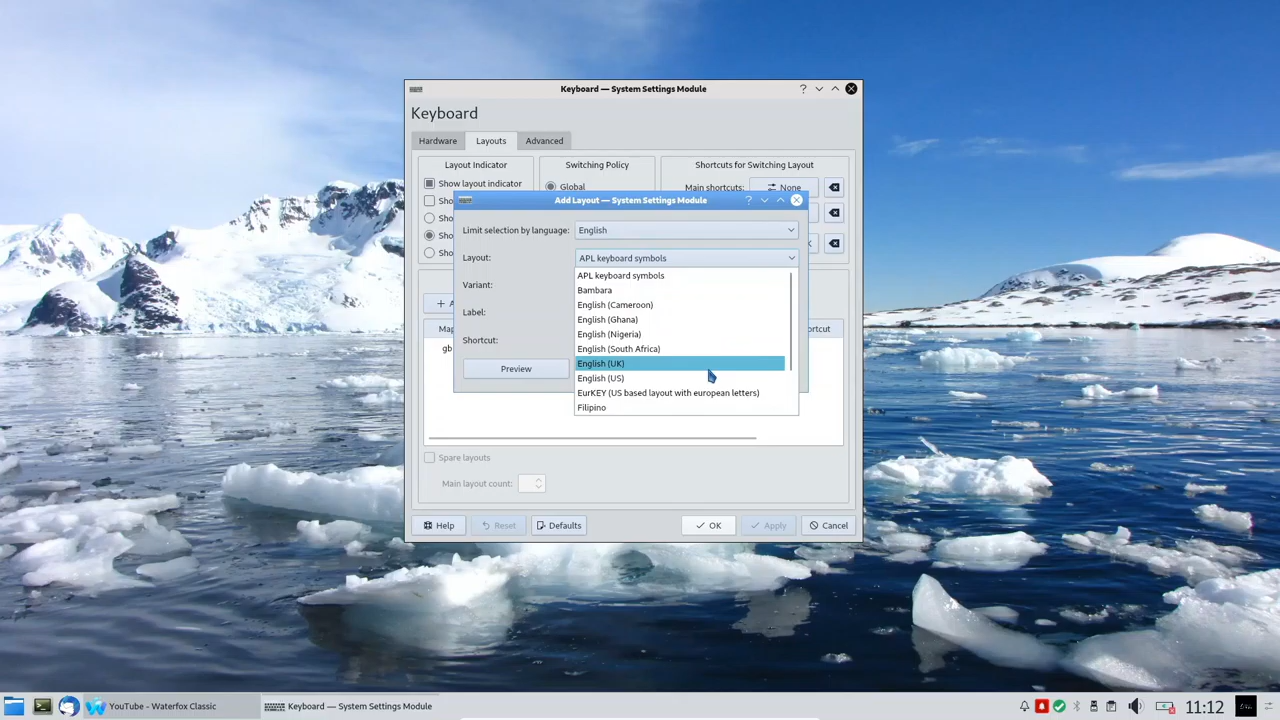 Keyboard — System Settings Module
Keyboard
Hardware
Layouts
Advanced
Layout Indicator
Switching Policy
Shortcuts for Switching Layout
Show layout indicator
Global
Main shortcuts:
None
Add Layout — System Settings Module
Limit selection by language:
English
Layout:
APL keyboard symbols
Variant:
Label:
Shortcut:
Preview
APL keyboard symbols
Bambara
English (Cameroon)
English (Ghana)
English (Nigeria)
English (South Africa)
English (UK)
English (US)
EurKEY (US based layout with european letters)
Filipino
gb
Spare layouts
Main layout count:
Help
Reset
Defaults
OK
Apply
Cancel
YouTube - Waterfox Classic
Keyboard — System Settings Module
11:12